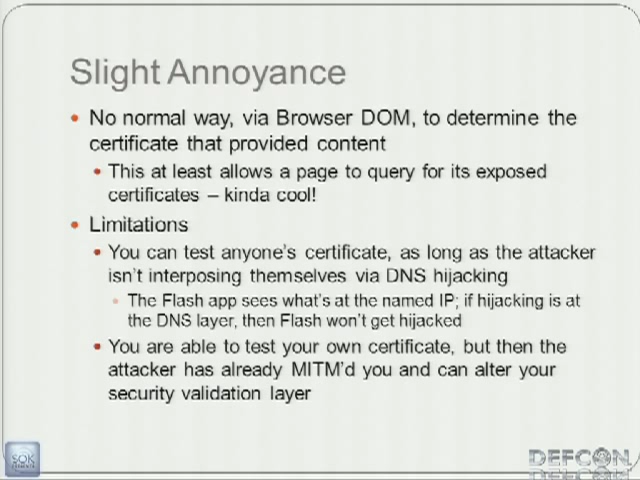 Slight Annoyance
• No normal way, via Browser DOM, to determine the
certificate that provided content
• This at least allows a page to query for its exposed
certificates – kinda cool!
• Limitations
• You can test anyone's certificate, as long as the attacker
isn't interposing themselves via DNS hijacking
• The Flash app sees what's at the named IP; if hijacking is at
the DNS layer, then Flash won't get hijacked
• You are able to test your own certificate, but then the
attacker has already MITM'd you and can alter your
security validation layer
SOK
DEFCON